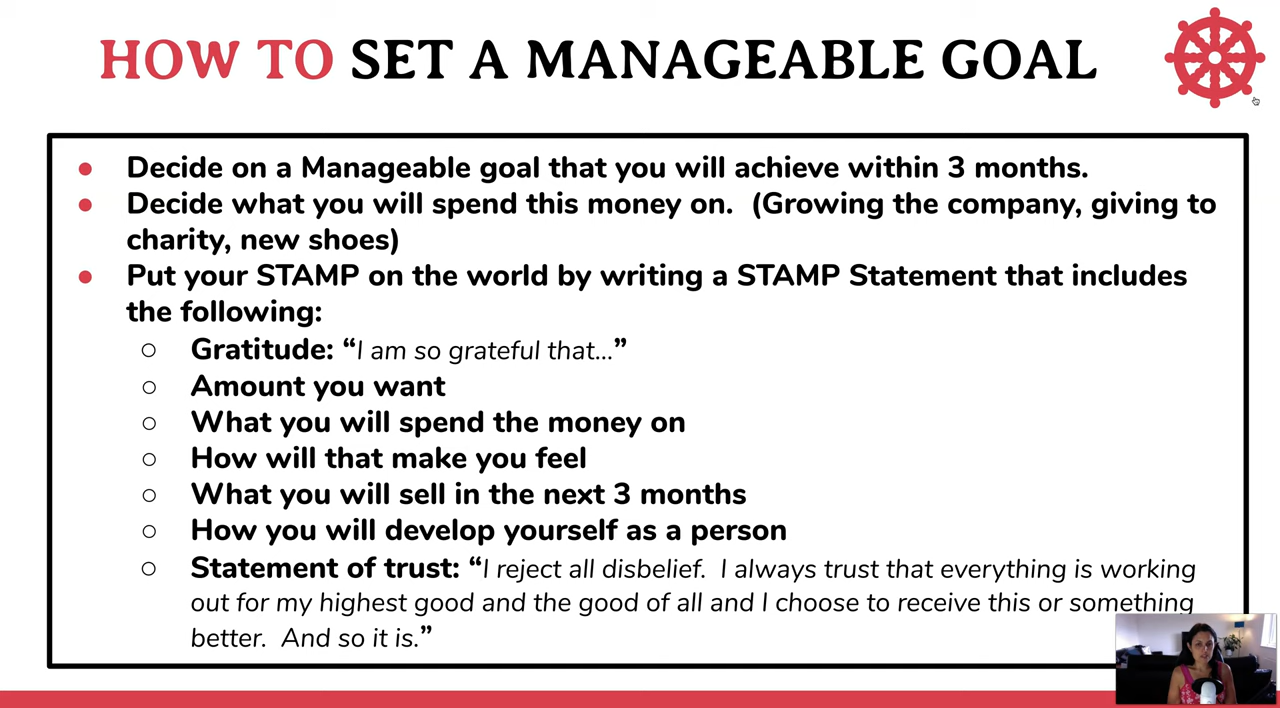 HOW TO SET A MANAGEABLE GOAL
● Decide on a Manageable goal that you will achieve within 3 months.
● Decide what you will spend this money on.  (Growing the company, giving to
charity, new shoes)
● Put your STAMP on the world by writing a STAMP Statement that includes
the following:
○ Gratitude: “I am so grateful that...”
○ Amount you want
○ What you will spend the money on
○ How will that make you feel
○ What you will sell in the next 3 months
○ How you will develop yourself as a person
○ Statement of trust: “I reject all disbelief.  I always trust that everything is working
out for my highest good and the good of all and I choose to receive this or something
better.  And so it is.”